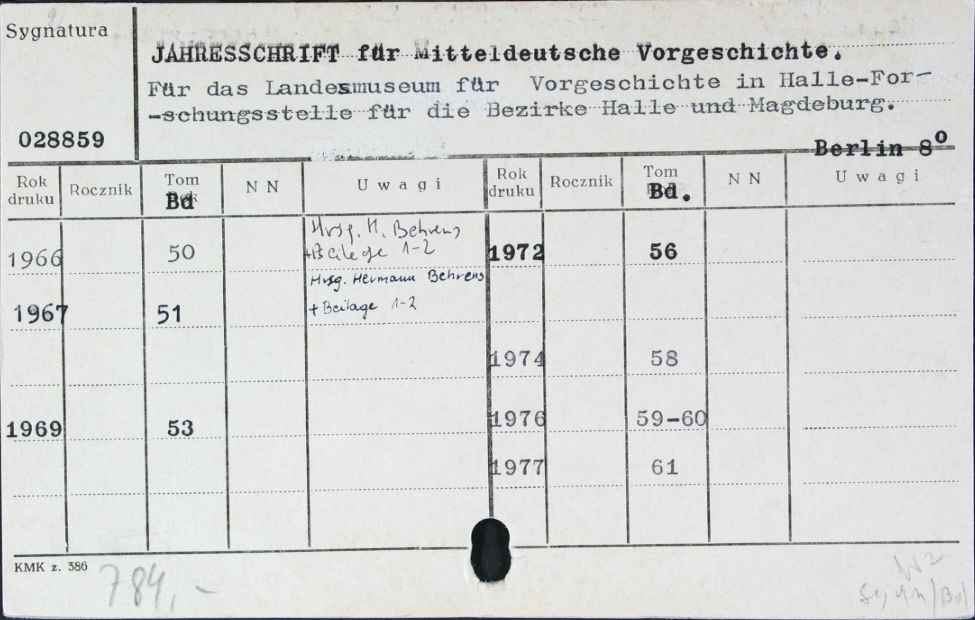 Sygnatura
JAHRESSCHRIFT für Mitteldeutsche Vorgeschichte.
Für das Landesmuseum für Vorgeschichte in Halle-For-
-schungsstelle für die Bezirke Halle und Magdeburg.
028859
Berlin 8°
Rok druku Rocznik Tom Bd NN Uwagi Rok druku Rocznik Tom Bd. NN Uwagi
1966 50 Hrsg. H. Behrens
+Beilage 1-2
1972 56
Hrsg. Hermann Behrens
1967 51 + Beilage 1-2
1974 58
1969 53
1976 59-60
1977 61
KMK z. 386
784,-